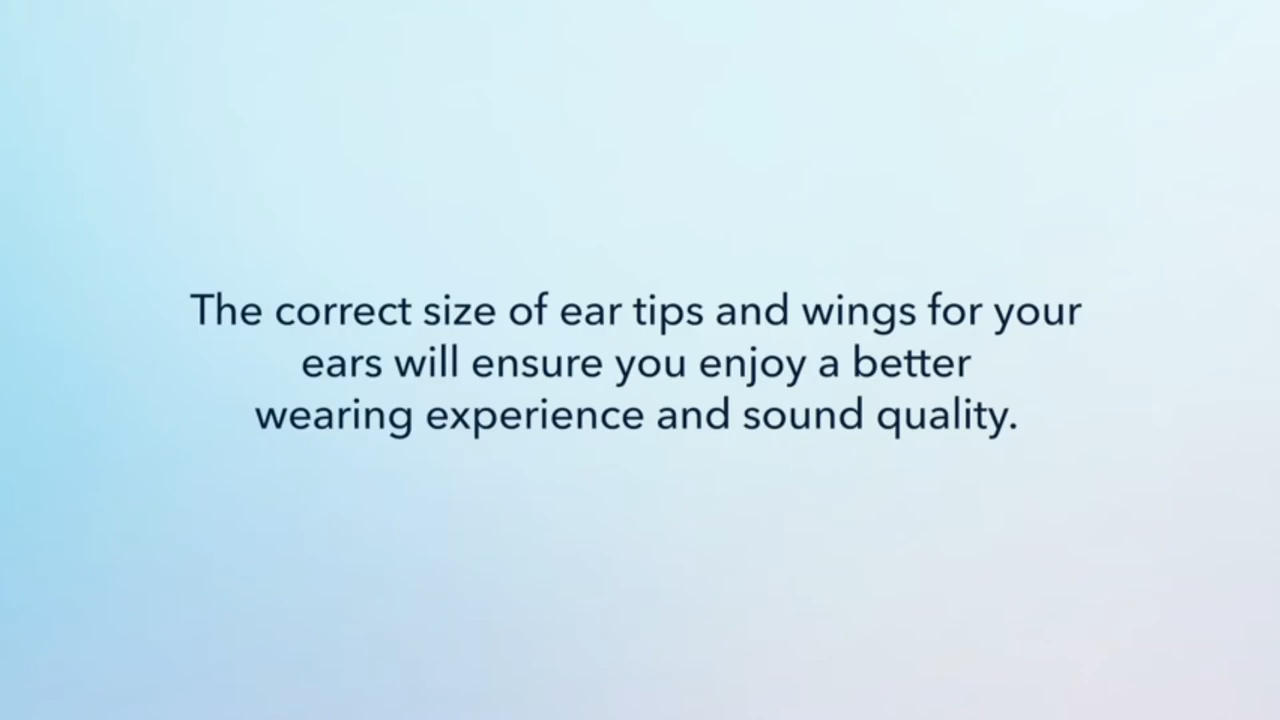 The correct size of ear tips and wings for your
ears will ensure you enjoy a better
wearing experience and sound quality.